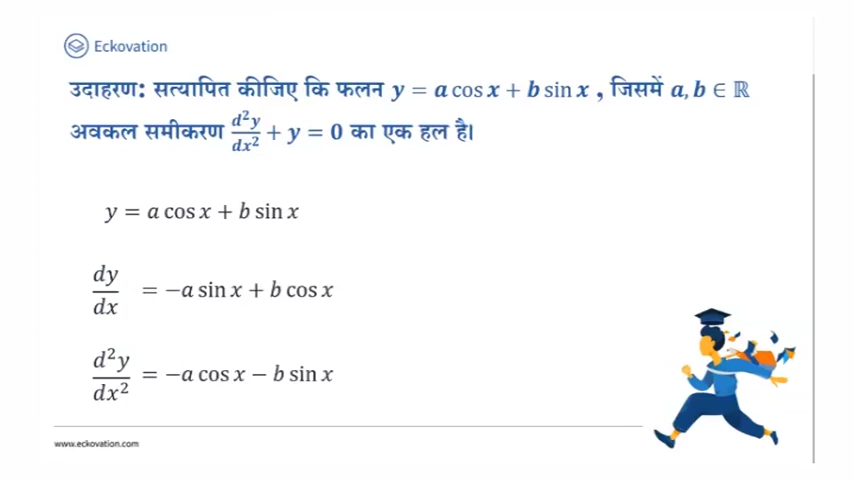 Eckovation
उदाहरण: सत्यापित कीजिए कि फलन y = a cos x + b sin x , जिसमें a, b ∈ ℝ
अवकल समीकरण d²y/dx² + y = 0 का एक हल है।
y = a cos x + b sin x
dy/dx = −a sin x + b cos x
d²y/dx² = −a cos x − b sin x
www.eckovation.com